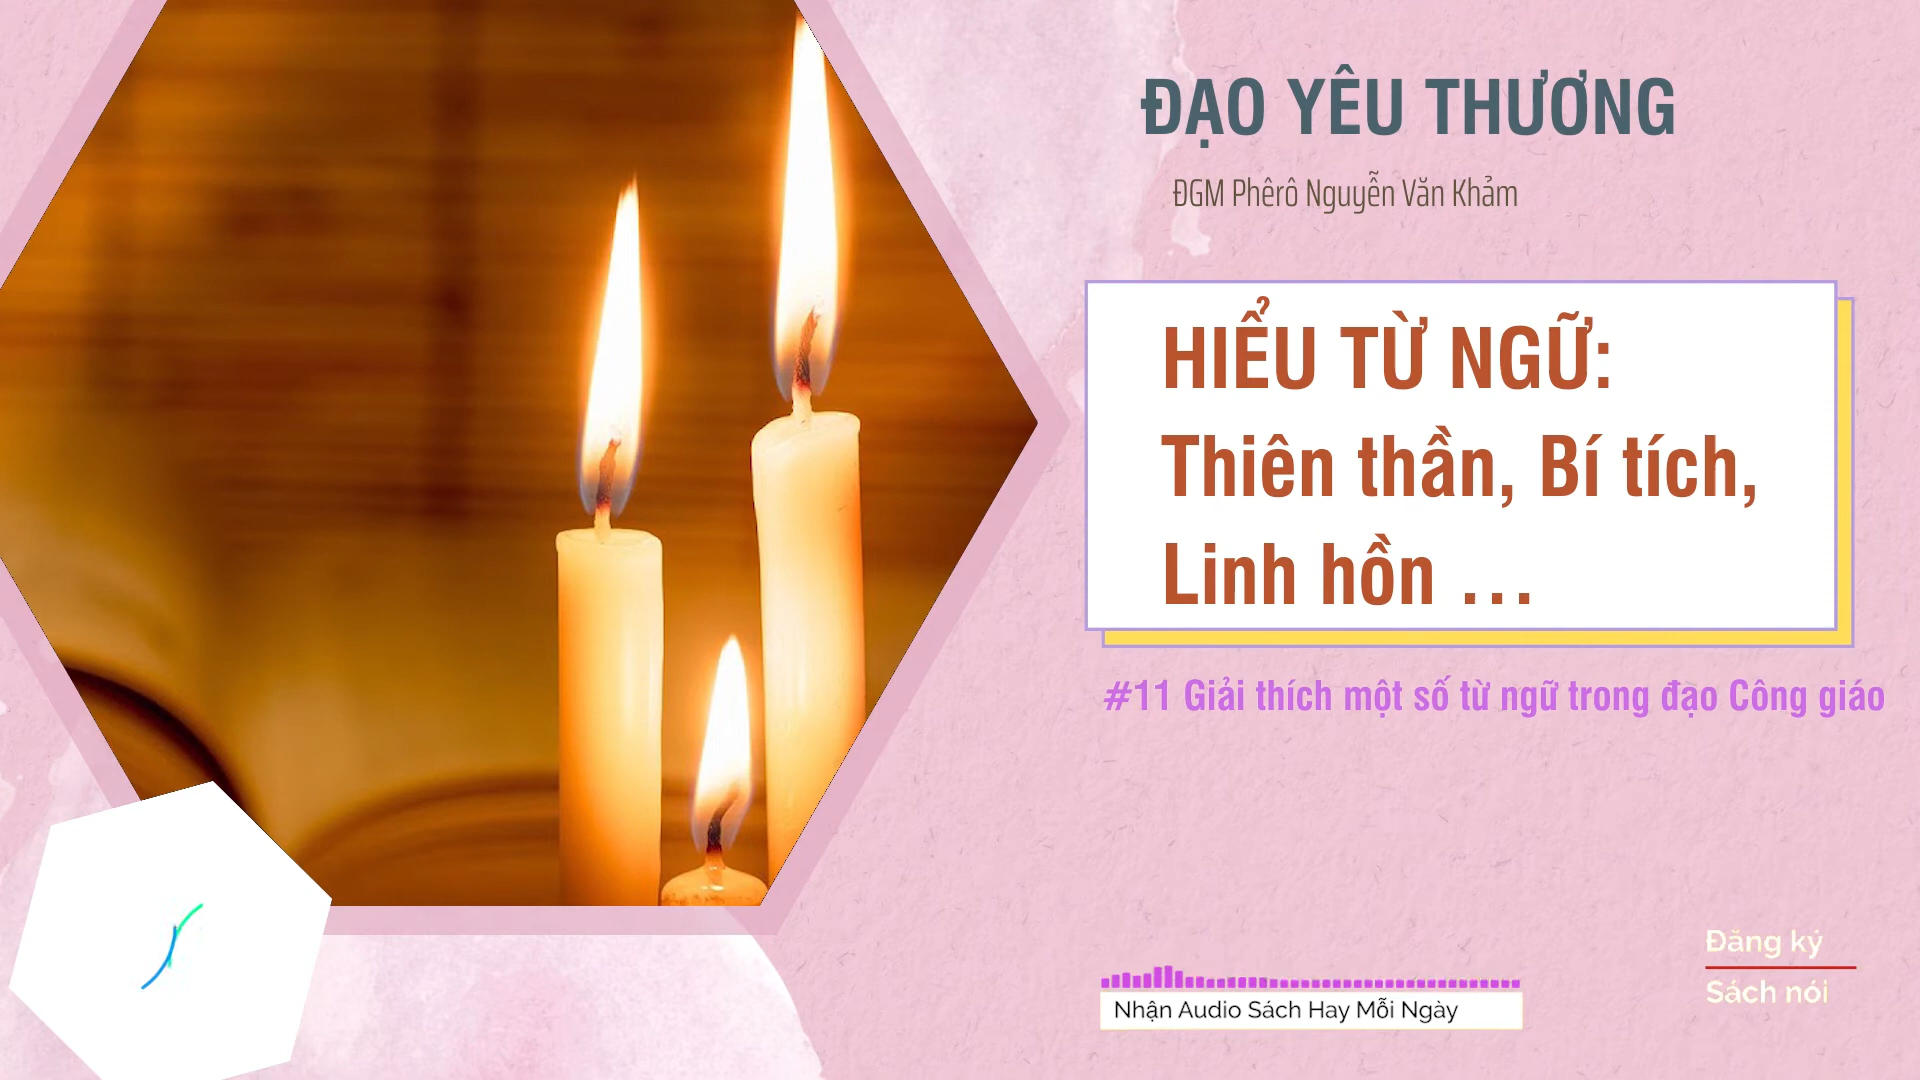 ĐẠO YÊU THƯƠNG
ĐGM Phêrô Nguyễn Văn Khảm
HIỂU TỪ NGỮ:
Thiên thần, Bí tích,
Linh hồn ...
#11 Giải thích một số từ ngữ trong đạo Công giáo
Nhận Audio Sách Hay Mỗi Ngày
Đăng ký
Sách nói